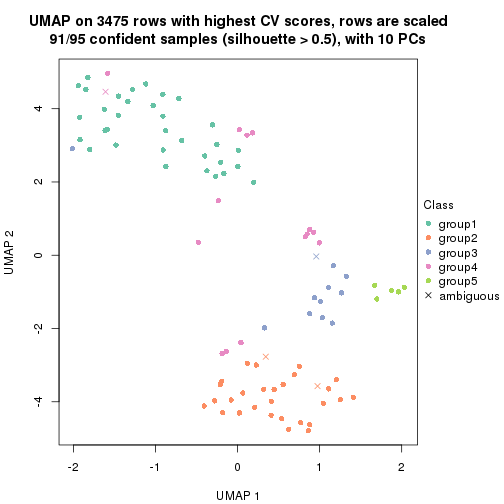 UMAP on 3475 rows with highest CV scores, rows are scaled
91/95 confident samples (silhouette > 0.5), with 10 PCs
4
2
0
-2
-4
UMAP 2
-2
-1
0
1
2
UMAP 1
Class
group1
group2
group3
group4
group5
ambiguous